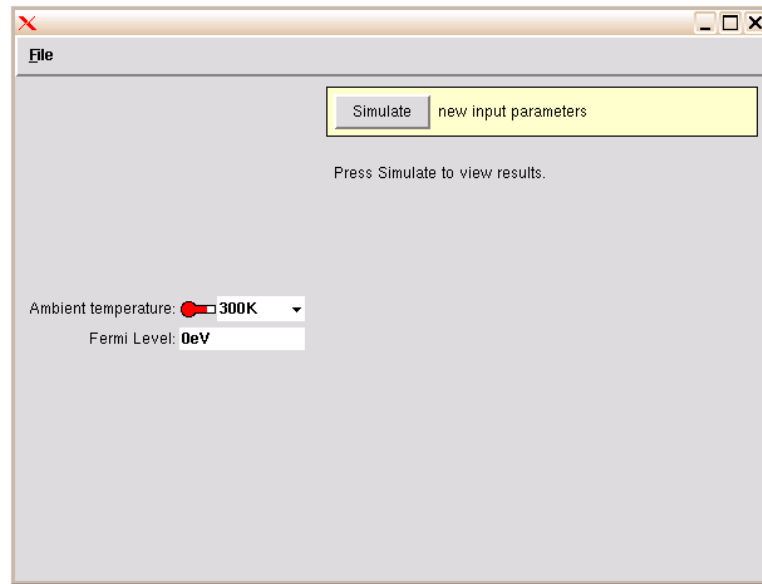 File
Simulate new input parameters
Press Simulate to view results.
Ambient temperature: 300K
Fermi Level: 0eV